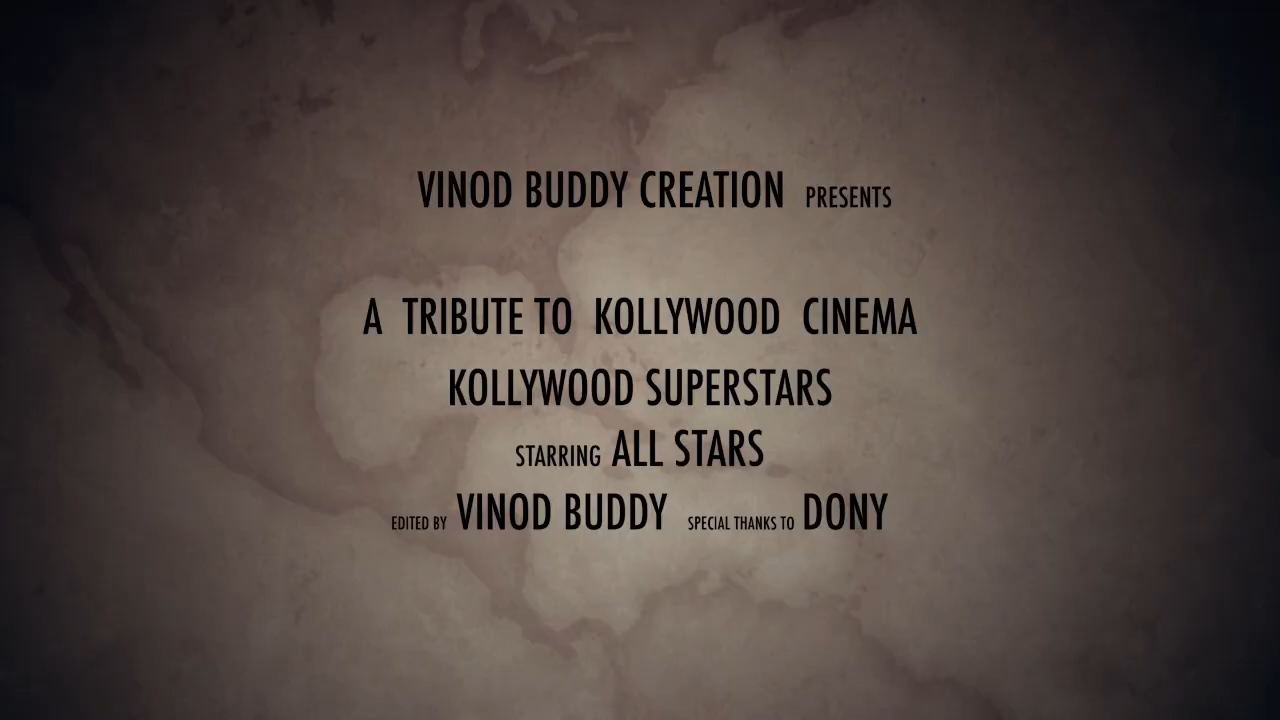 VINOD BUDDY CREATION PRESENTS
A TRIBUTE TO KOLLYWOOD CINEMA
KOLLYWOOD SUPERSTARS
STARRING ALL STARS
EDITED BY VINOD BUDDY SPECIAL THANKS TO DONY